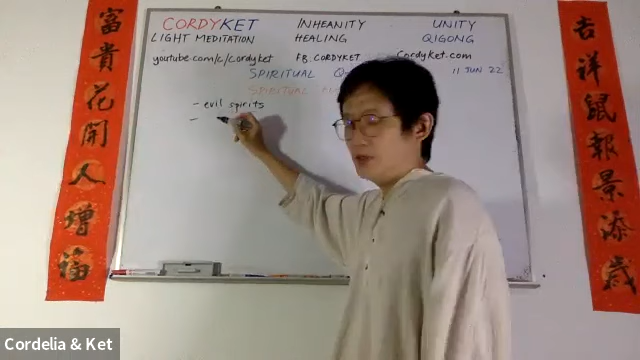 富貴花開人增福
CORDYKET INHEANITY UNITY
LIGHT MEDITATION HEALING QIGONG
youtube.com/c/cordyket FB.CORDYKET Cordyket.com
SPIRITUAL 11 JUN 22
SPIRITUAL
- evil spirits
-
吉祥鼠報景添歲
Cordelia & Ket